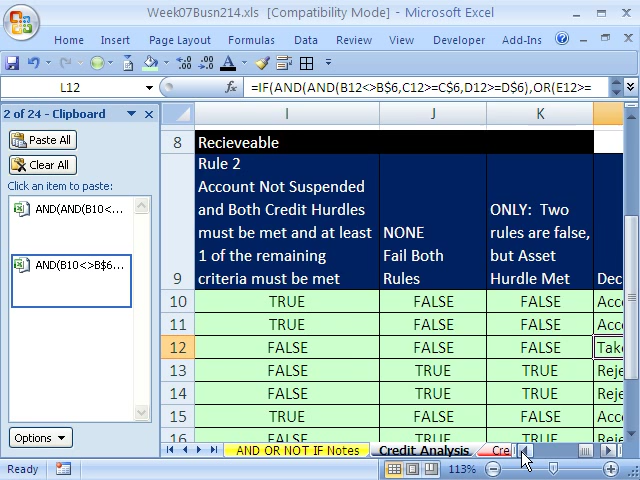 Week07Busn214.xls [Compatibility Mode] - Microsoft Excel
Home Insert Page Layout Formulas Data Review View Developer Add-Ins
L12 fx =IF(AND(AND(B12<>B$6,C12>=C$6,D12>=D$6),OR(E12>=
2 of 24 - Clipboard
Paste All
Clear All
Click an item to paste:
AND(AND(B10<...
AND(B10<>B$6...
Options
I J K
8 Recieveable
Rule 2
Account Not Suspended
and Both Credit Hurdles
must be met and at least
1 of the remaining
criteria must be met
NONE
Fail Both
Rules
ONLY: Two
rules are false,
but Asset
Hurdle Met
Dec
9
10 TRUE FALSE FALSE Acc
11 TRUE FALSE FALSE Acc
12 FALSE FALSE FALSE Take
13 FALSE TRUE TRUE Reje
14 FALSE TRUE TRUE Reje
15 TRUE FALSE FALSE Acc
16 FALSE TRUE TRUE Reje
AND OR NOT IF Notes Credit Analysis Cre
Ready 113%